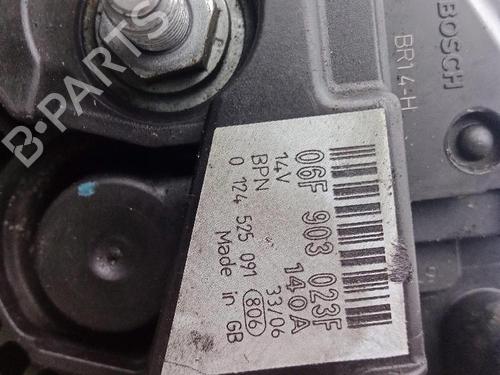 BOSCH
BR14-H
06F 903 023F
14V 140A
BPN
0 124 525 091 33/06
Made in GB 806
B-PARTS